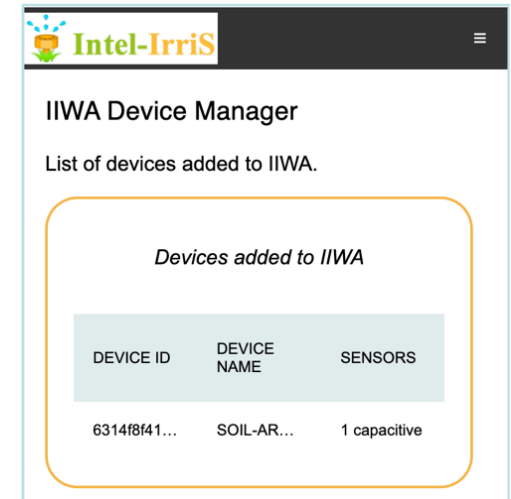 Intel-IrriS
≡
IIWA Device Manager
List of devices added to IIWA.
Devices added to IIWA
DEVICE ID DEVICE NAME SENSORS
6314f8f41... SOIL-AR... 1 capacitive